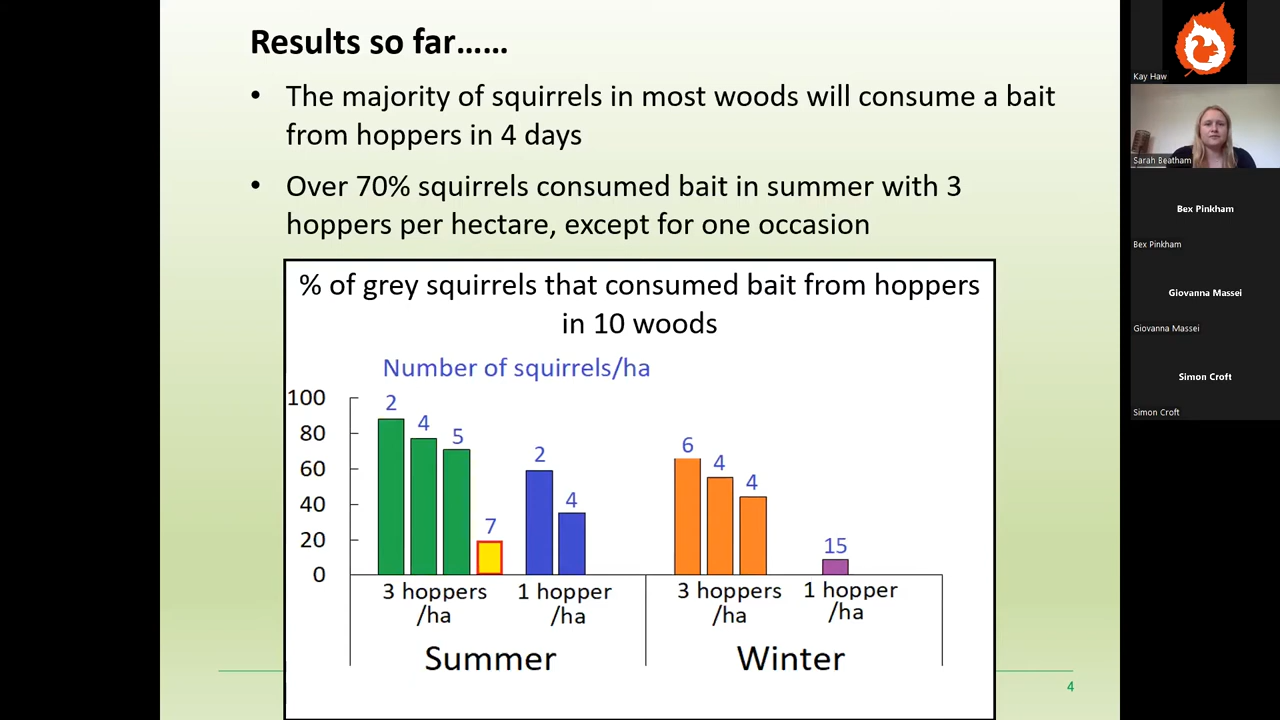 Results so far……
• The majority of squirrels in most woods will consume a bait
from hoppers in 4 days
• Over 70% squirrels consumed bait in summer with 3
hoppers per hectare, except for one occasion
% of grey squirrels that consumed bait from hoppers
in 10 woods
Number of squirrels/ha
100
80
60
40
20
0
2
4
5
7
2
4
6
4
4
15
3 hoppers
/ha
1 hopper
/ha
3 hoppers
/ha
1 hopper
/ha
Summer
Winter
4
Kay Haw
Sarah Beatham
Bex Pinkham
Bex Pinkham
Giovanna Massei
Giovanna Massei
Simon Croft
Simon Croft